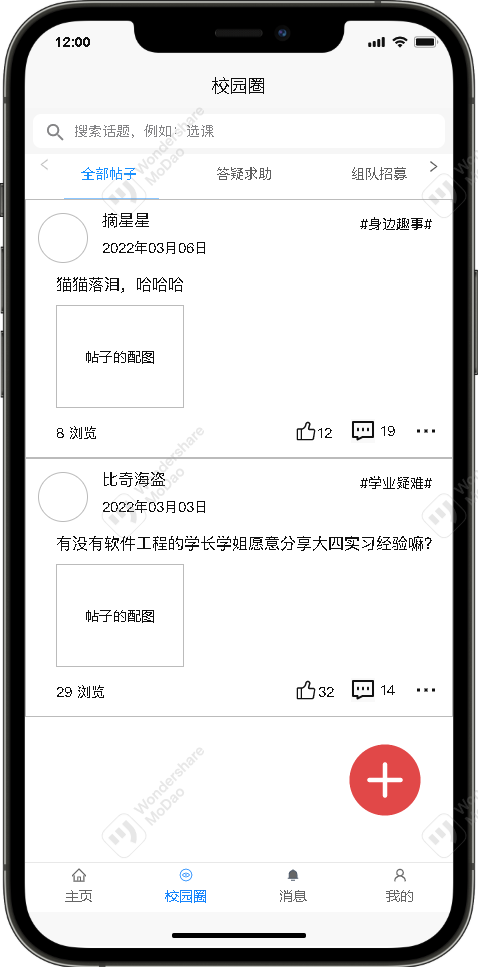 12:00
校园圈
搜索话题，例如：选课
全部帖子 答疑求助 组队招募
摘星星 #身边趣事#
2022年03月06日
猫猫落泪，哈哈哈
帖子的配图
8 浏览 12 19
比奇海盗 #学业疑难#
2022年03月03日
有没有软件工程的学长学姐愿意分享大四实习经验嘛?
帖子的配图
29 浏览 32 14
主页 校园圈 消息 我的
Wondershare
MoDao
Wondershare
MoDao
Wondershare
MoDao